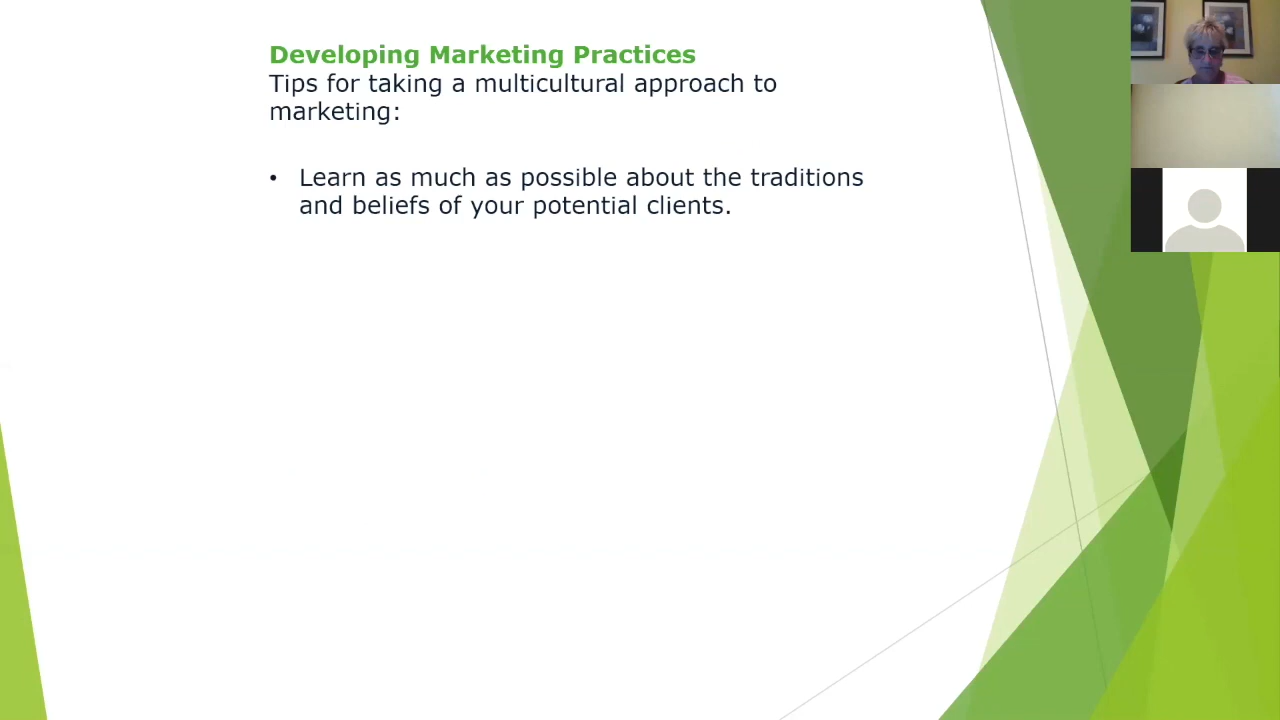 Developing Marketing Practices
Tips for taking a multicultural approach to
marketing:
• Learn as much as possible about the traditions
and beliefs of your potential clients.